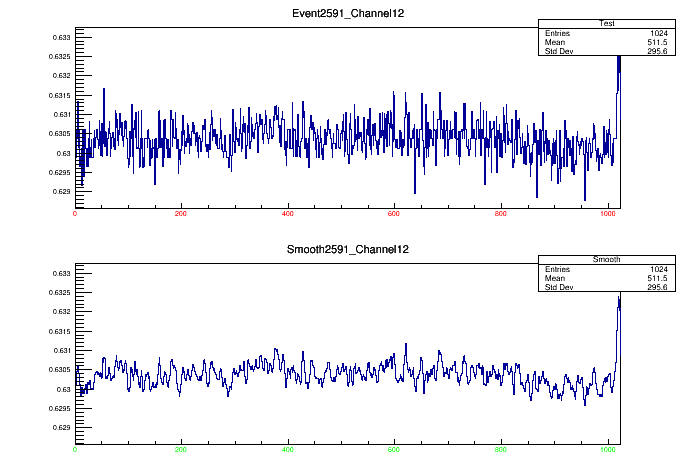 Event2591_Channel12
Test
Entries 1024
Mean 511.5
Std Dev 295.6
0.633
0.6325
0.632
0.6315
0.631
0.6305
0.63
0.6295
0.629
0 200 400 600 800 1000
Smooth2591_Channel12
Smooth
Entries 1024
Mean 511.5
Std Dev 295.6
0.633
0.6325
0.632
0.6315
0.631
0.6305
0.63
0.6295
0.629
0 200 400 600 800 1000